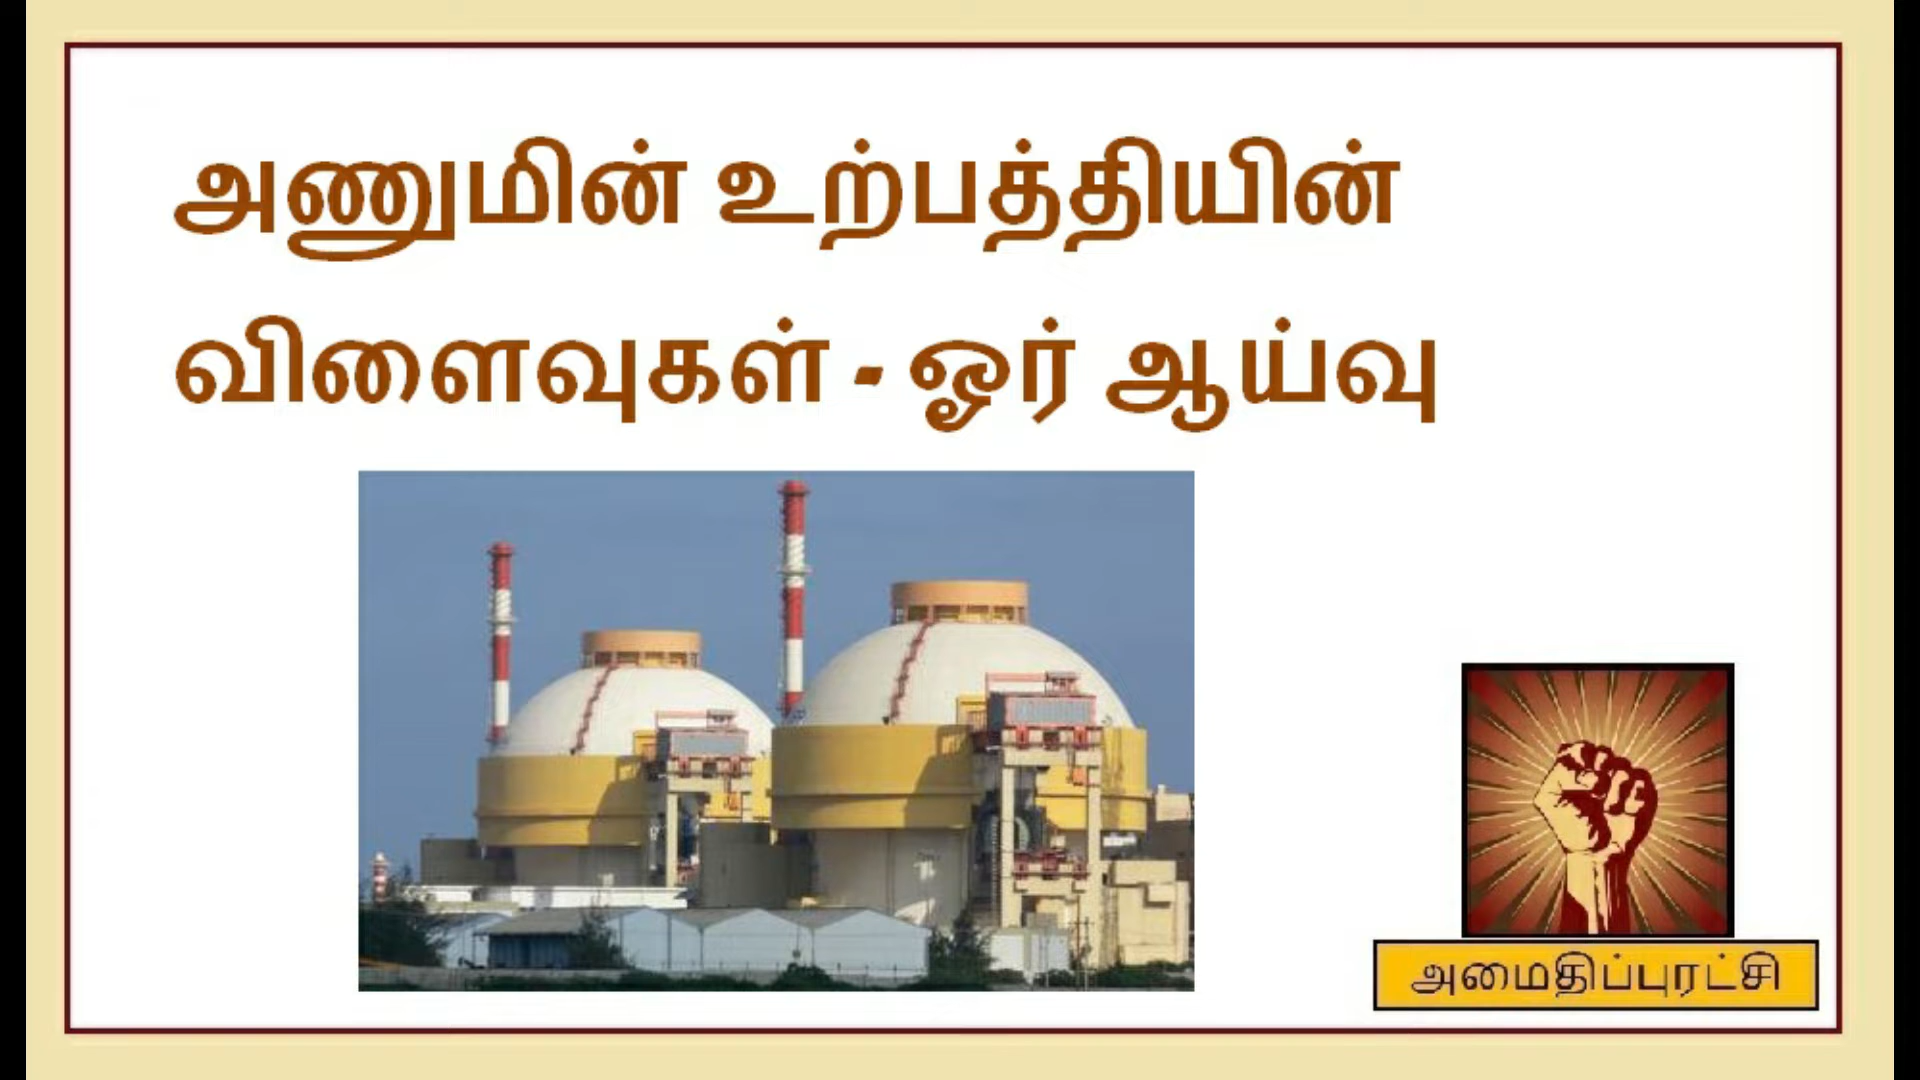 அணுமின் உற்பத்தியின்
விளைவுகள் - ஓர் ஆய்வு
அமைதிப்புரட்சி